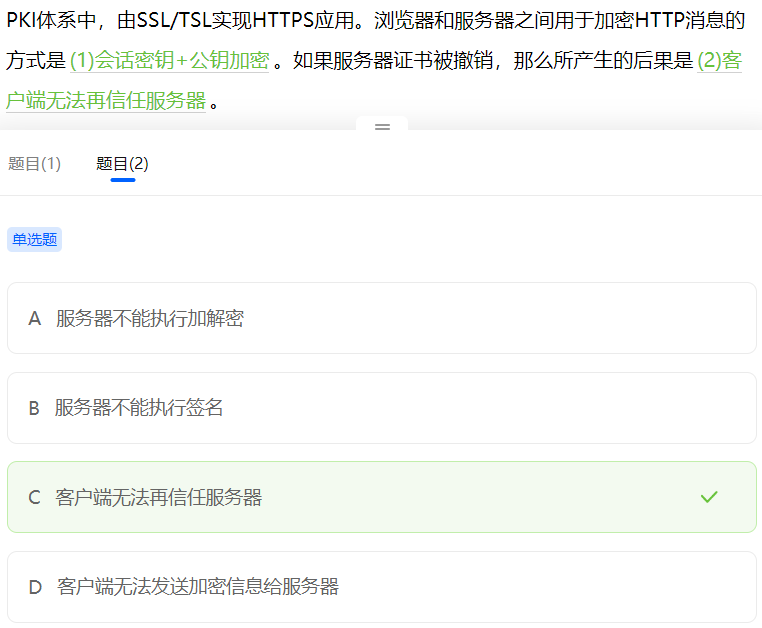 PKI体系中，由SSL/TSL实现HTTPS应用。浏览器和服务器之间用于加密HTTP消息的
方式是 (1)会话密钥+公钥加密 。如果服务器证书被撤销，那么所产生的后果是 (2)客
户端无法再信任服务器 。
题目(1) 题目(2)
单选题
A 服务器不能执行加解密
B 服务器不能执行签名
C 客户端无法再信任服务器
D 客户端无法发送加密信息给服务器